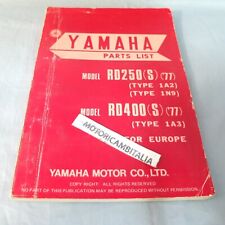 YAMAHA
PARTS LIST
MODEL RD250(S) ('77)
(TYPE 1A2)
(TYPE 1N9)
MODEL RD400(S) ('77)
(TYPE 1A3)
MOTORICAMBITALIA
FOR EUROPE
YAMAHA MOTOR CO., LTD.
COPY RIGHT: ALL RIGHTS RESERVED
NO PART OF THIS PUBLICATION MAY BE REPRODUCED WITHOUT PERMISSION.